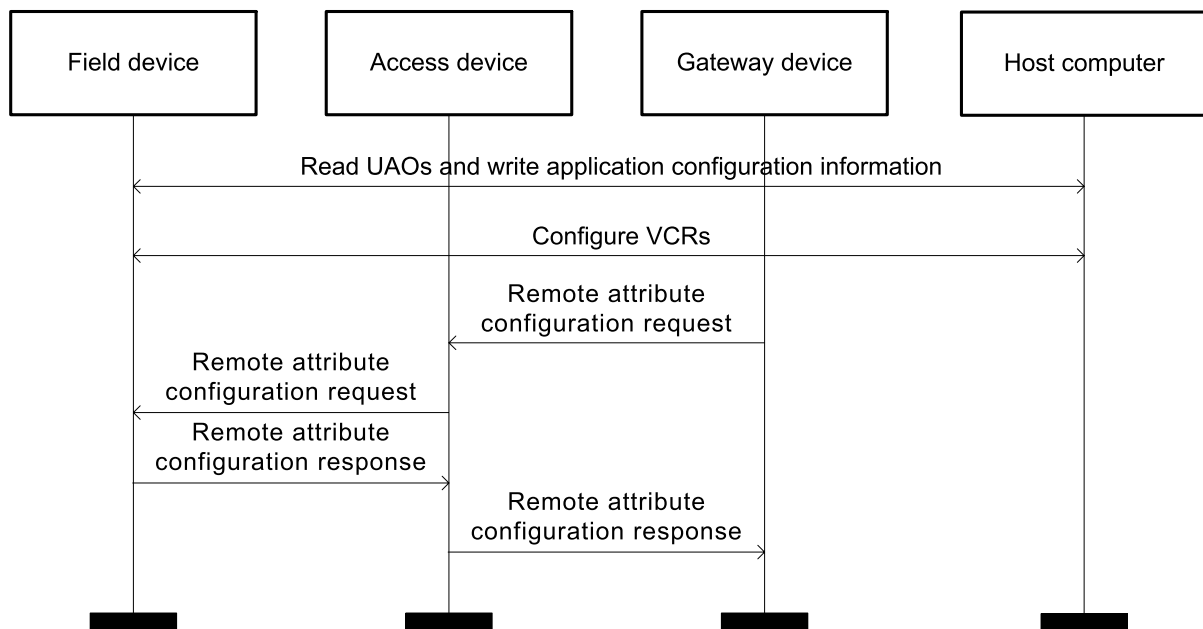 Field device
Access device
Gateway device
Host computer
Read UAOs and write application configuration information
Configure VCRs
Remote attribute
configuration request
Remote attribute
configuration request
Remote attribute
configuration response
Remote attribute
configuration response